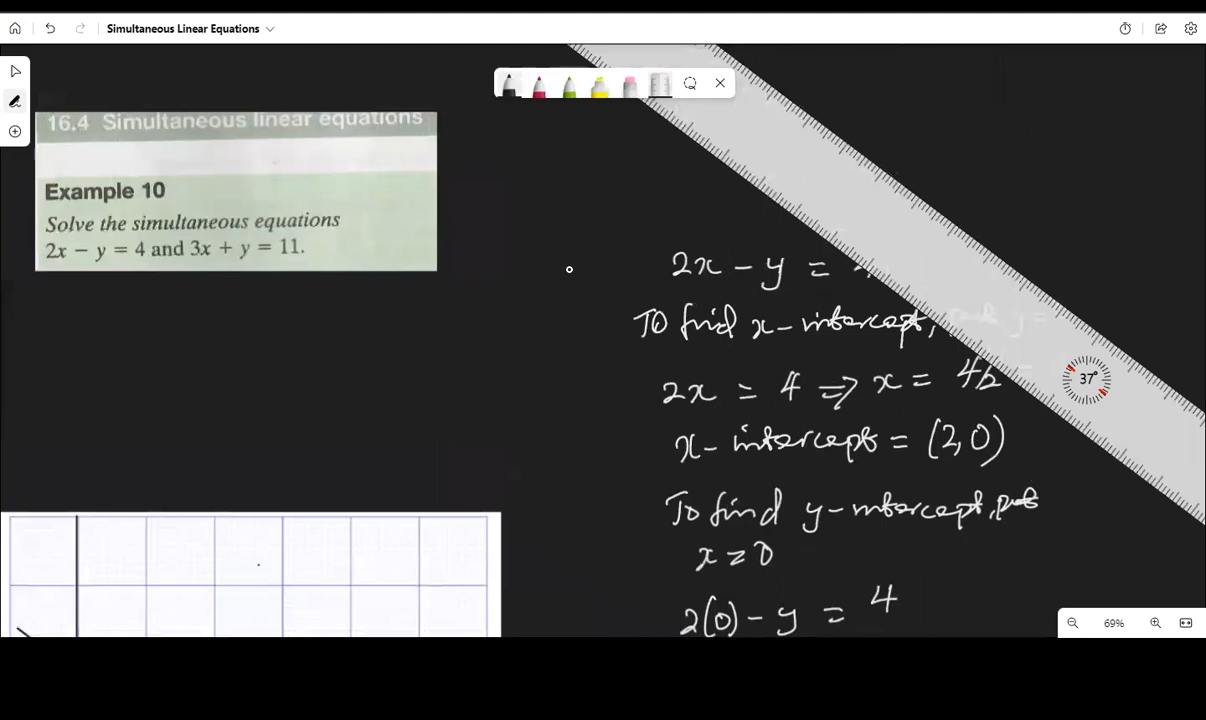 Simultaneous Linear Equations
16.4 Simultaneous linear equations
Example 10
Solve the simultaneous equations
2x − y = 4 and 3x + y = 11.
2x − y =
To find x-intercept, put y =
2x = 4 ⇒ x = 4/2
x-intercept = (2,0)
To find y-intercept, put
x = 0
2(0) − y = 4
37°
69%